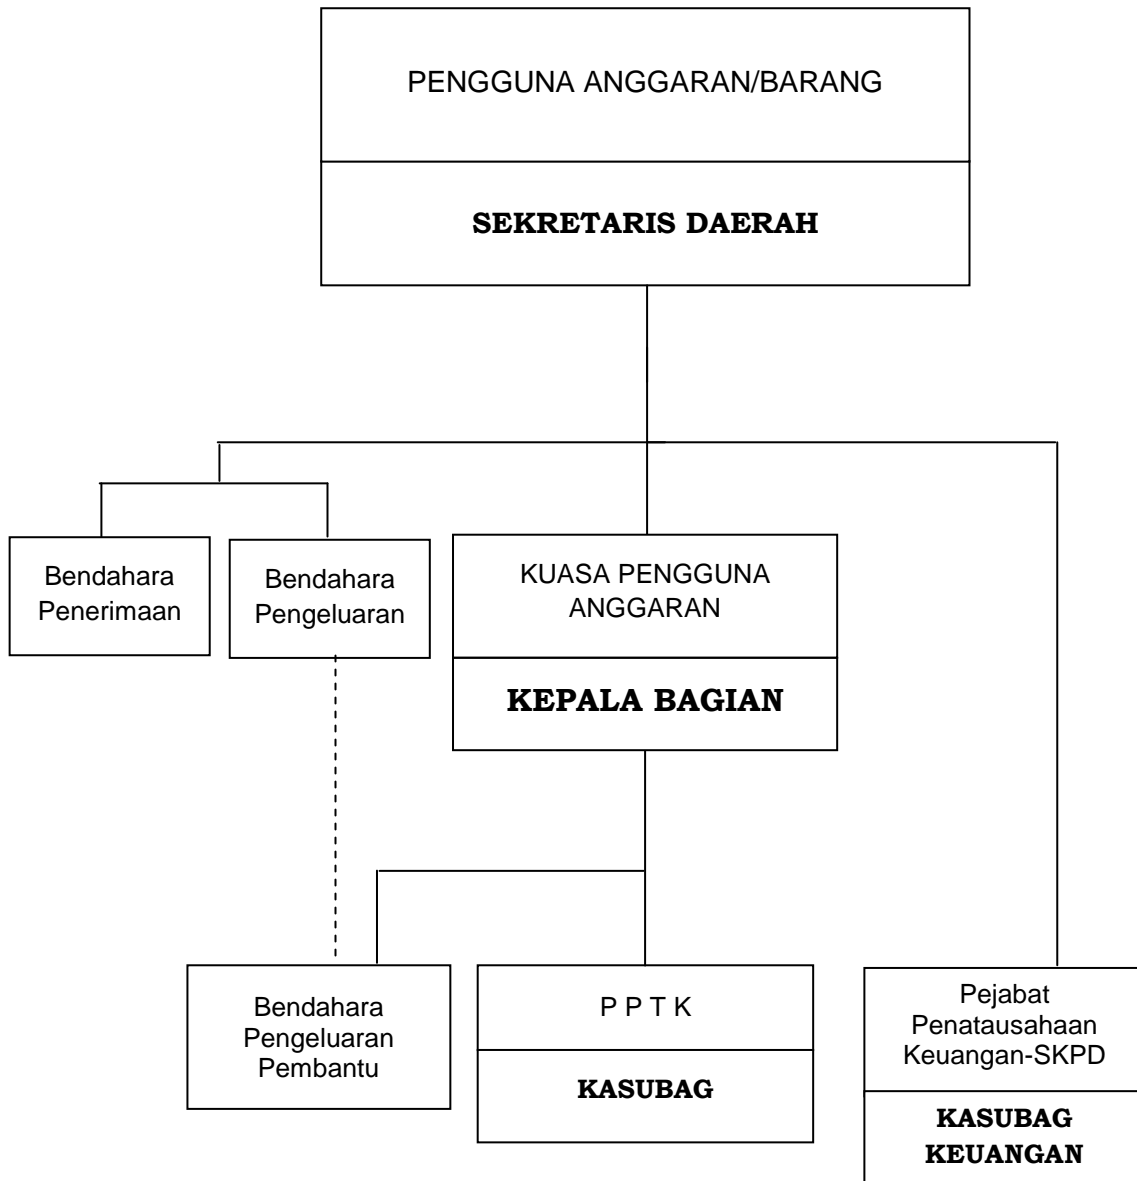 PENGGUNA ANGGARAN/BARANG
SEKRETARIS DAERAH
Bendahara
Penerimaan
Bendahara
Pengeluaran
KUASA PENGGUNA
ANGGARAN
KEPALA BAGIAN
Bendahara
Pengeluaran
Pembantu
P P T K
KASUBAG
Pejabat
Penatausahaan
Keuangan-SKPD
KASUBAG
KEUANGAN